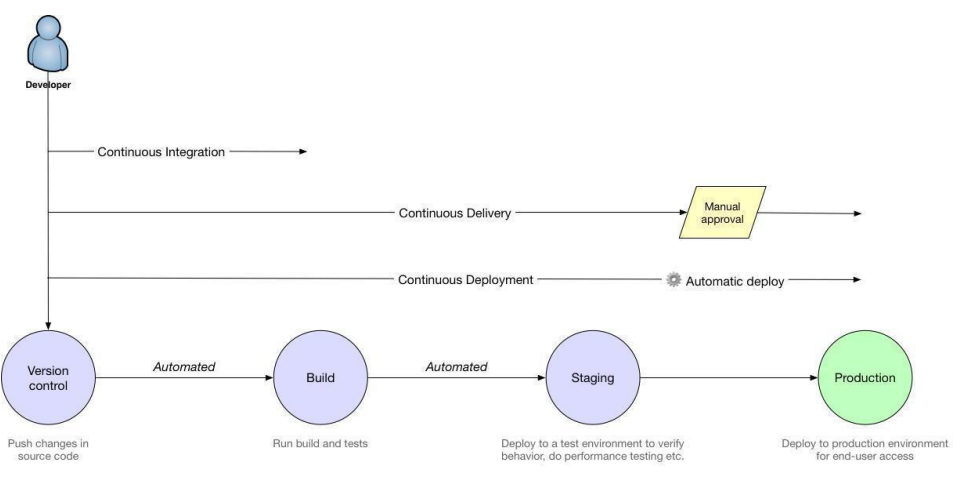 Developer
Continuous Integration
Continuous Delivery
Manual
approval
Continuous Deployment
Automatic deploy
Version
control
Automated
Build
Automated
Staging
Production
Push changes in
source code
Run build and tests
Deploy to a test environment to verify
behavior, do performance testing etc.
Deploy to production environment
for end-user access